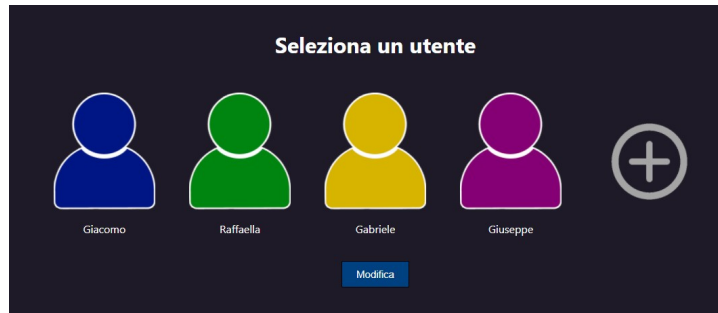 Seleziona un utente
Giacomo Raffaella Gabriele Giuseppe
Modifica